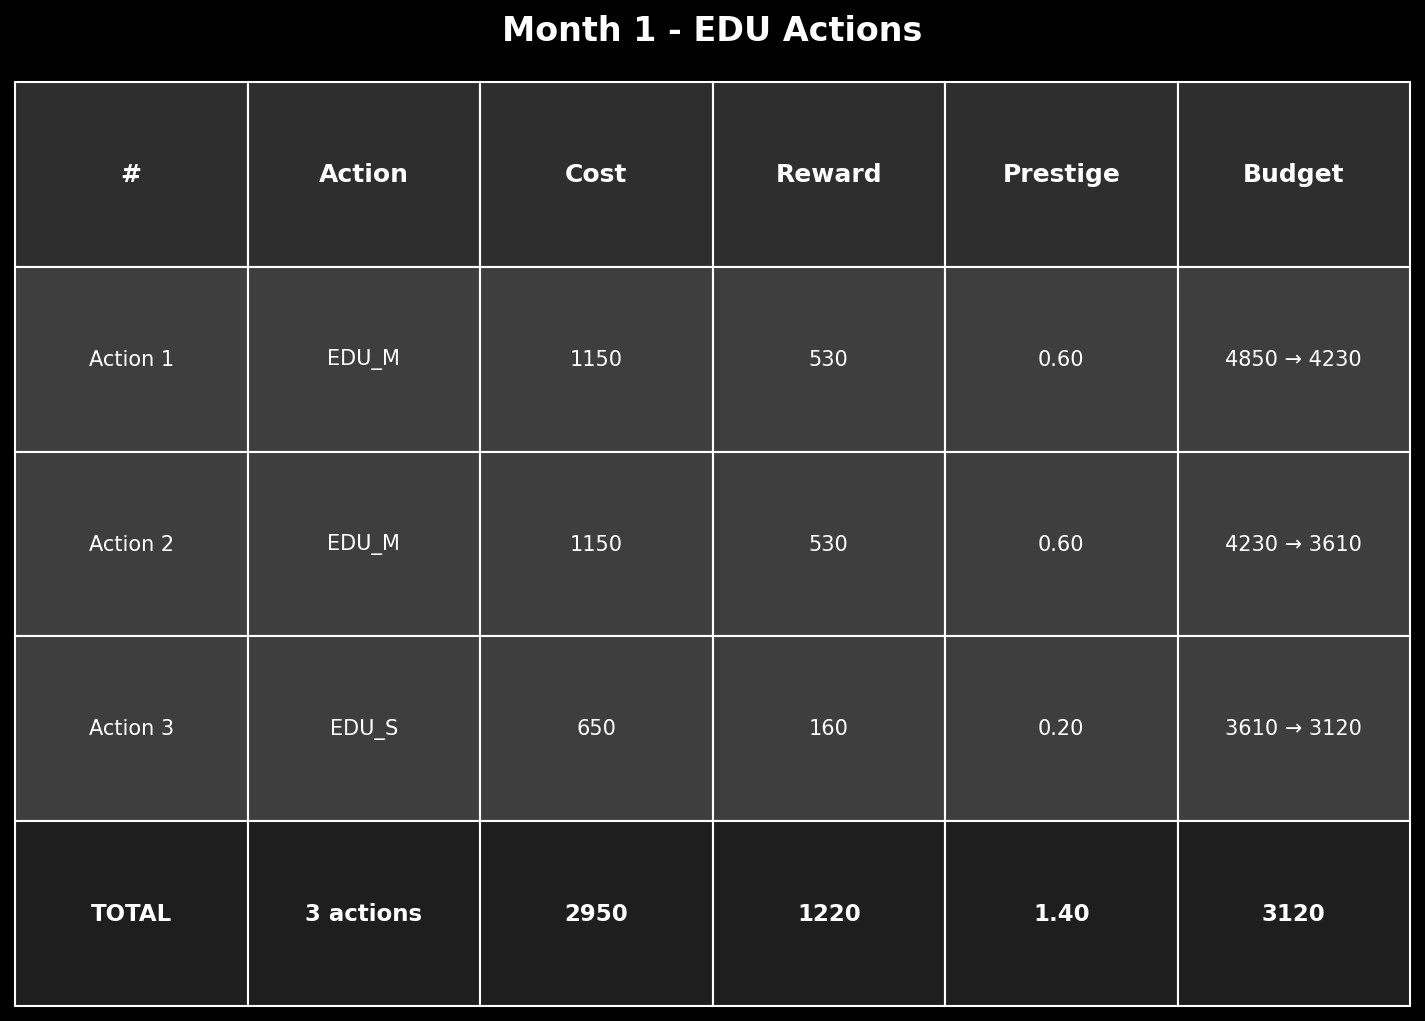 Month 1 - EDU Actions
# Action Cost Reward Prestige Budget
Action 1 EDU_M 1150 530 0.60 4850 → 4230
Action 2 EDU_M 1150 530 0.60 4230 → 3610
Action 3 EDU_S 650 160 0.20 3610 → 3120
TOTAL 3 actions 2950 1220 1.40 3120